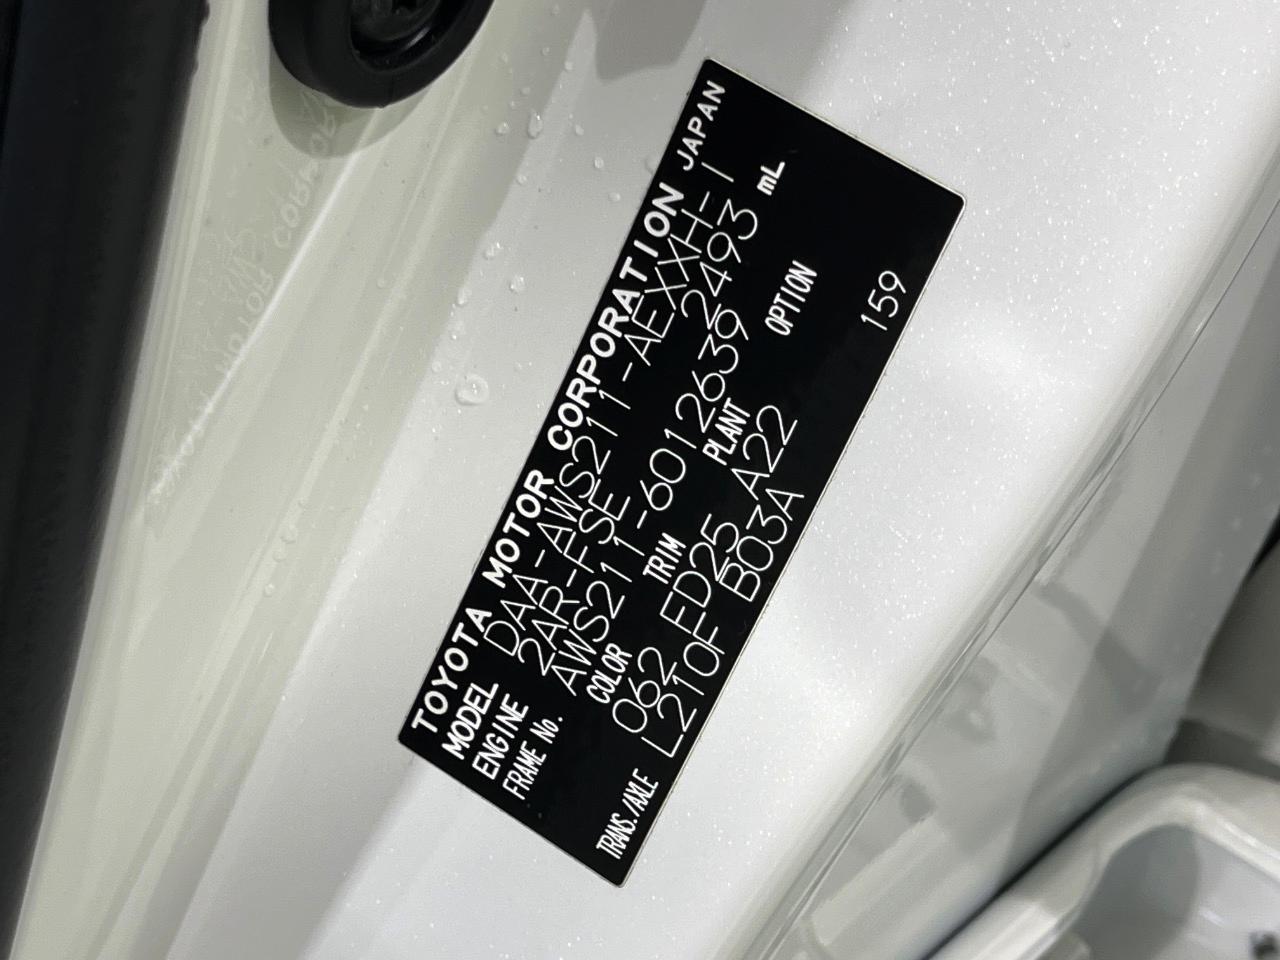 TOYOTA MOTOR CORPORATION JAPAN
MODEL DAA-AWS211-AEXXH-1
ENGINE 2AR-FSE 2493 mL
FRAME No. AWS211-6012639
COLOR TRIM PLANT OPTION
062 FD25 A22
TRANS./AXLE L210F B03A 159